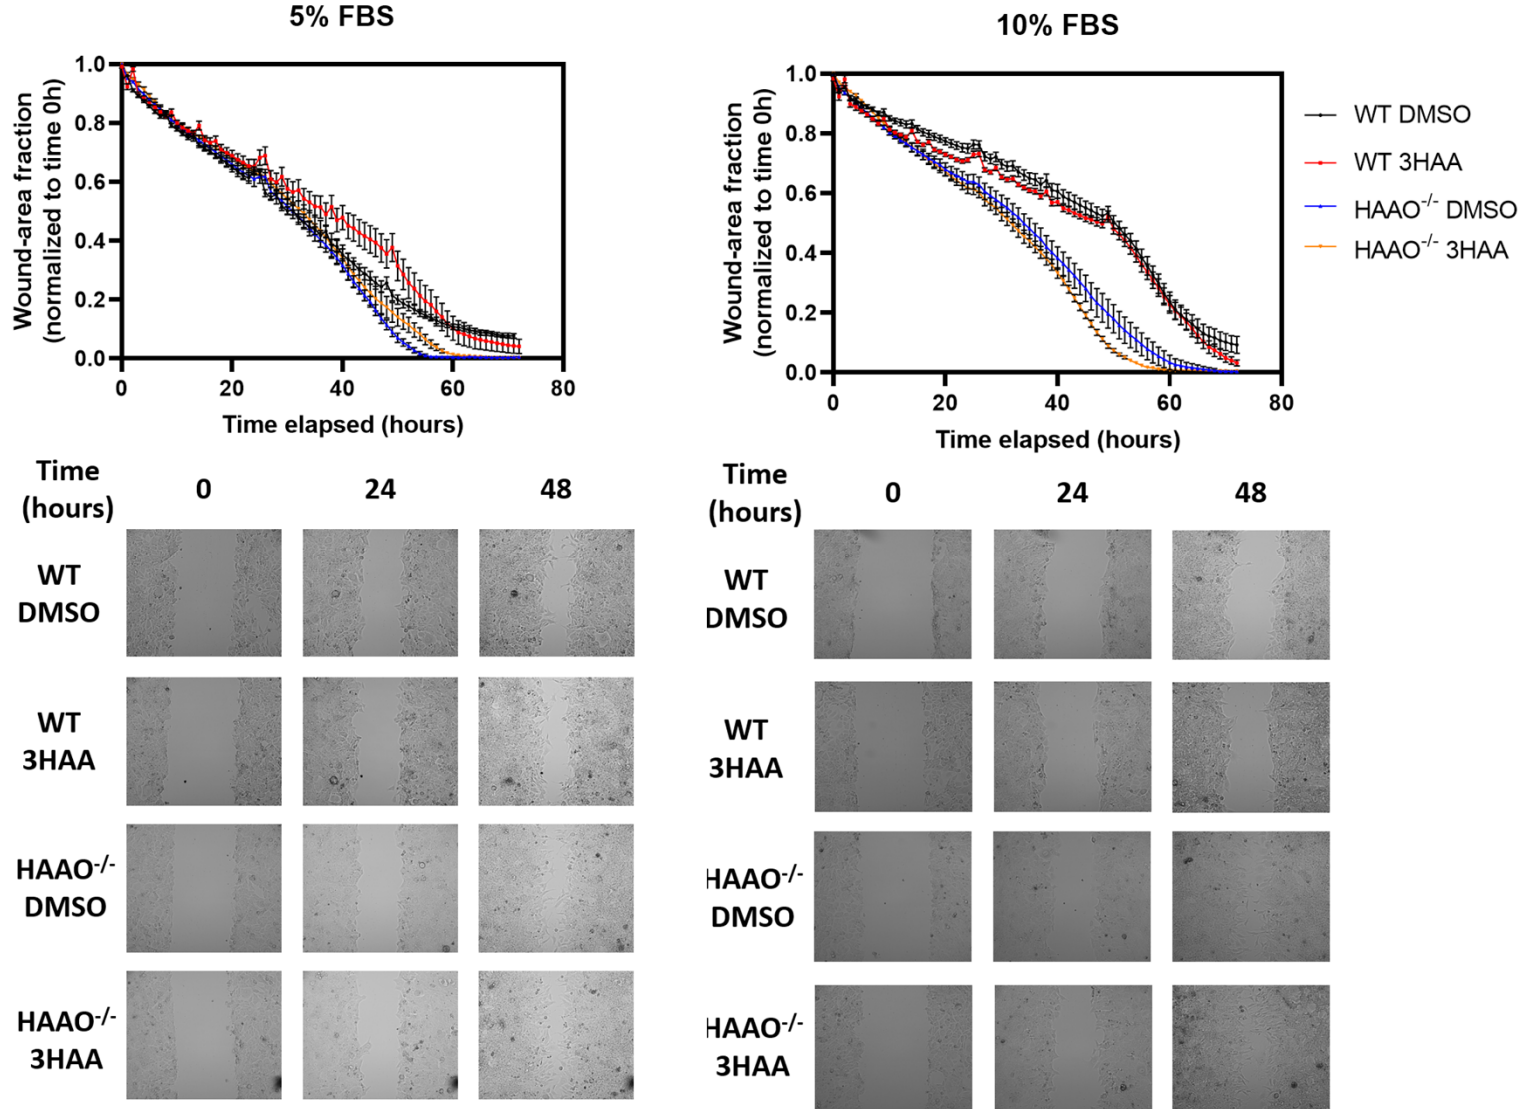 5% FBS
Wound-area fraction
(normalized to time 0h)
1.0
0.8
0.6
0.4
0.2
0.0
0 20 40 60 80
Time elapsed (hours)
10% FBS
Wound-area fraction
(normalized to time 0h)
1.0
0.8
0.6
0.4
0.2
0.0
0 20 40 60 80
Time elapsed (hours)
WT DMSO
WT 3HAA
HAAO-/- DMSO
HAAO-/- 3HAA
Time
(hours)
0 24 48
WT
DMSO
WT
3HAA
HAAO-/-
DMSO
HAAO-/-
3HAA
Time
(hours)
0 24 48
WT
DMSO
WT
3HAA
HAAO-/-
DMSO
HAAO-/-
3HAA